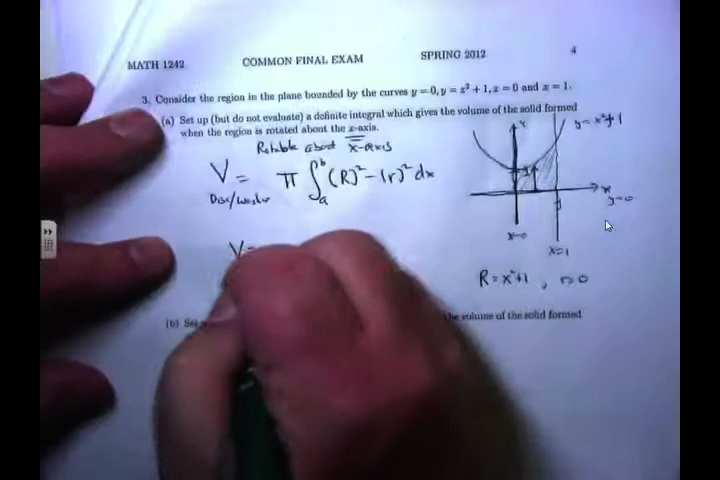 MATH 1242 COMMON FINAL EXAM SPRING 2012 4
3. Consider the region in the plane bounded by the curves y = 0, y = x² + 1, x = 0 and x = 1.
(a) Set up (but do not evaluate) a definite integral which gives the volume of the solid formed
when the region is rotated about the x-axis.
about x-axis
y = x²+1
V = π ∫ₐᵇ (R)² - (r)² dx
Disc/
y=0
x=0
x=1
V=
R = x²+1 , r=0
(b) Set the volume of the solid formed